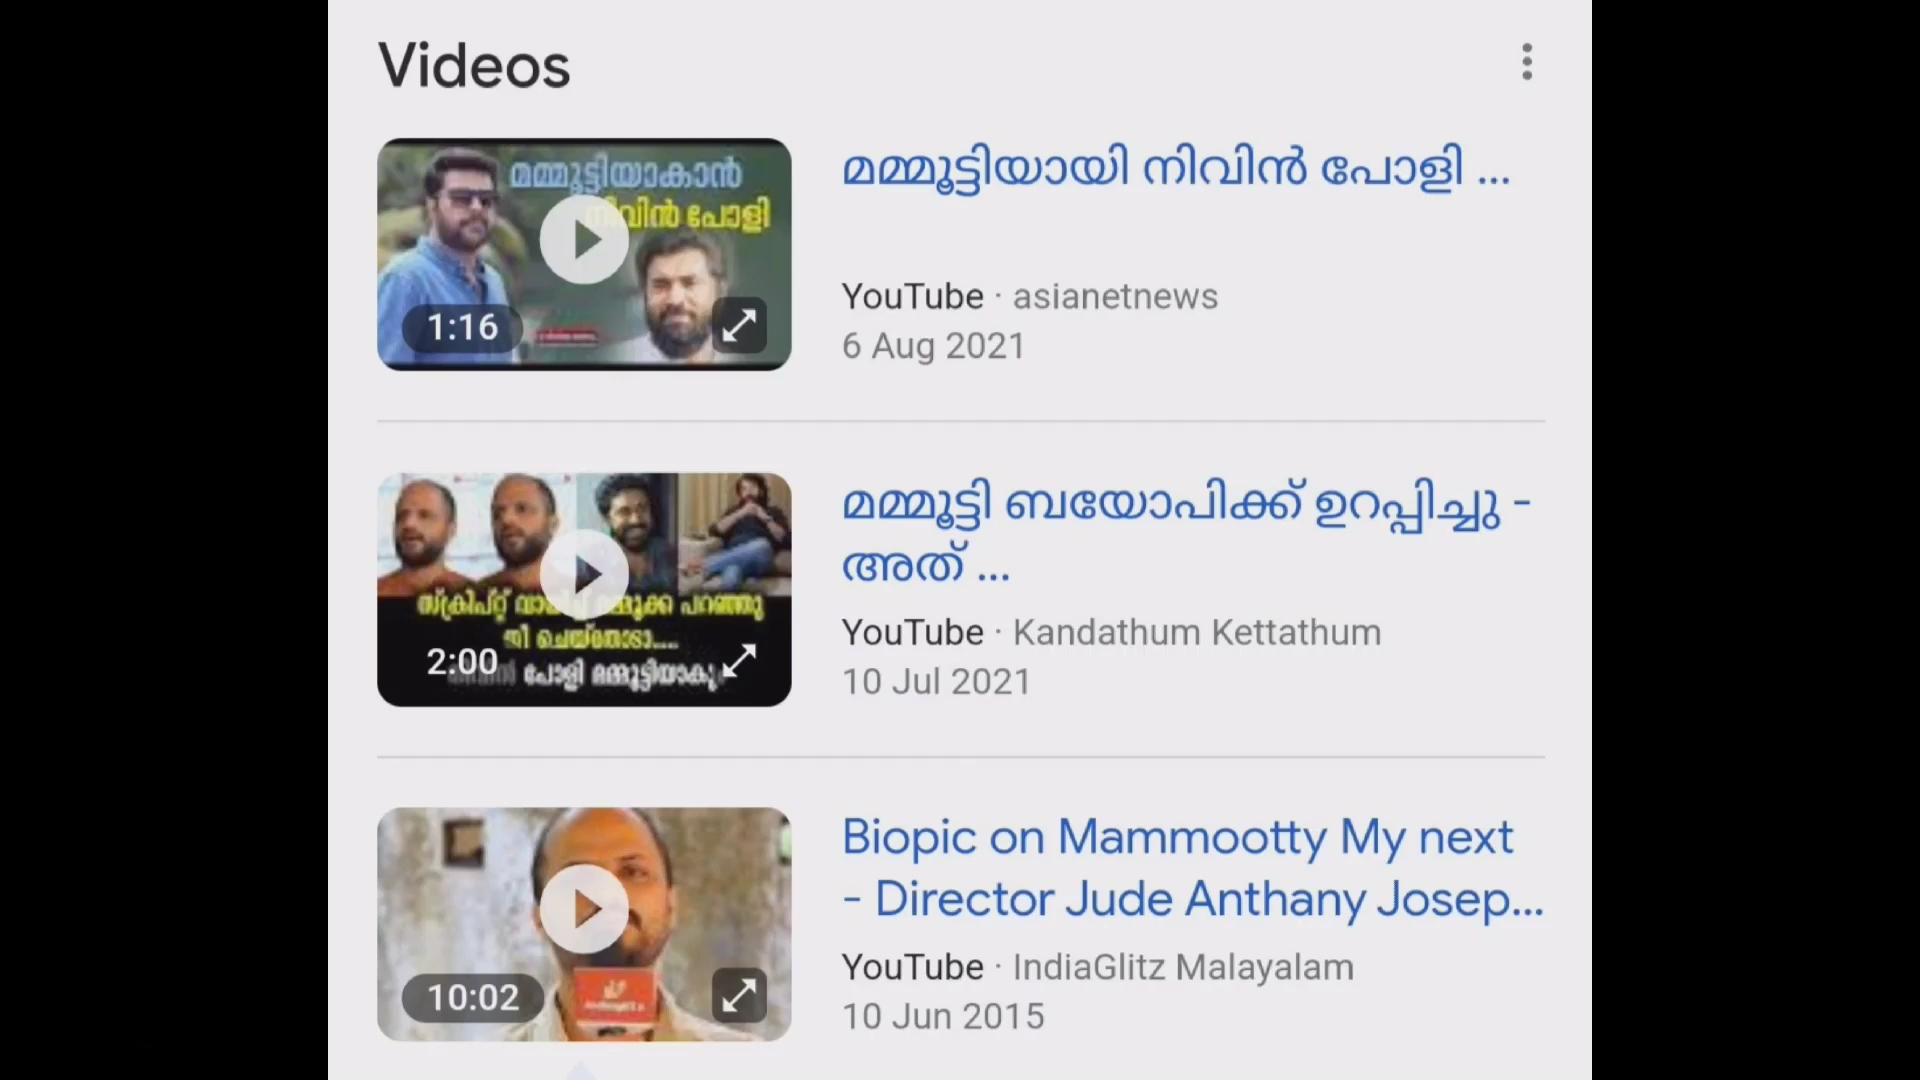 Videos
മമ്മൂട്ടിയാകാൻ
നിവിൻ പോളി
1:16
മമ്മൂട്ടിയായി നിവിൻ പോളി ...
YouTube · asianetnews
6 Aug 2021
സ്ക്രിപ്റ്റ് പറഞ്ഞു
നീ ചെയ്തോടാ....
പോളി മമ്മൂട്ടിയാകും
2:00
മമ്മൂട്ടി ബയോപിക്ക് ഉറപ്പിച്ചു -
അത് ...
YouTube · Kandathum Kettathum
10 Jul 2021
10:02
Biopic on Mammootty My next
- Director Jude Anthany Josep...
YouTube · IndiaGlitz Malayalam
10 Jun 2015